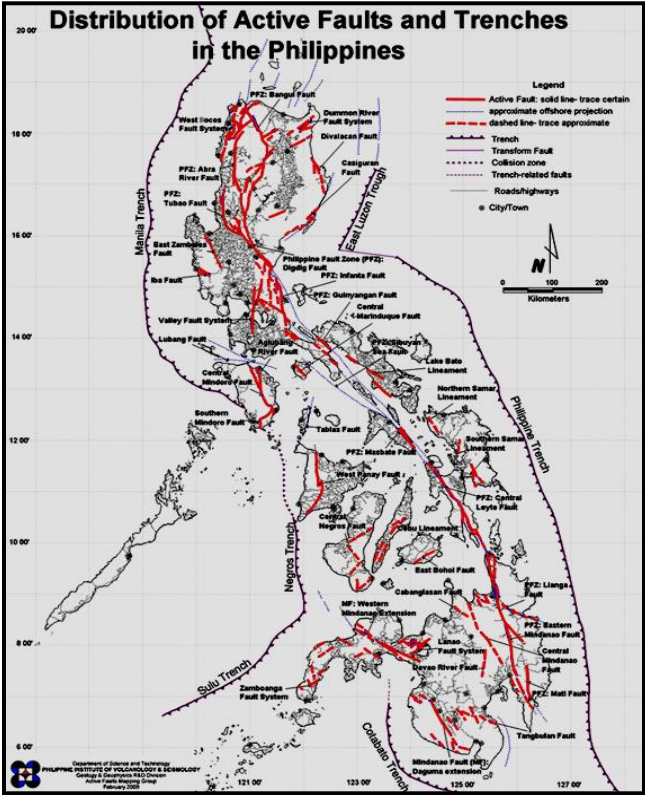 Distribution of Active Faults and Trenches
in the Philippines
20 00'
18 00'
16 00'
14 00'
12 00'
10 00'
8 00'
6 00'
121 00'
123 00'
125 00'
127 00'
Legend
Active Fault: solid line- trace certain
approximate offshore projection
dashed line- trace approximate
Trench
Transform Fault
Collision zone
Trench-related faults
Roads/highways
City/Town
N
0 100 200
Kilometers
PFZ: Bangui Fault
West Ilocos
Fault System
Dummon River
Fault System
Divalacan Fault
PFZ: Abra
River Fault
Casiguran
Fault
PFZ:
Tubao Fault
Manila Trench
East Luzon Trough
East Zambales
Fault
Iba Fault
Philippine Fault Zone (PFZ):
Digdig Fault
PFZ: Infanta Fault
PFZ: Guinyangan Fault
Central
Marinduque Fault
Valley Fault System
Lubang Fault
Aglubang
River Fault
PFZ: Sibuyan
Sea Fault
Lake Bato
Lineament
Central
Mindoro Fault
Northern Samar
Lineament
Southern
Mindoro Fault
Tablas Fault
Philippine Trench
Southern Samar
Lineament
PFZ: Masbate Fault
West Panay Fault
PFZ: Central
Leyte Fault
Central
Negros Fault
Cebu Lineament
Negros Trench
East Bohol Fault
Cabanglasan Fault
PFZ: Lianga
Fault
MF: Western
Mindanao Extension
PFZ: Eastern
Mindanao Fault
Lanao
Fault System
Central
Mindanao
Fault
Davao River Fault
Sulu Trench
Zamboanga
Fault System
PFZ: Mati Fault
Tangbulan Fault
Cotabato Trench
Mindanao Fault (MF):
Daguma extension
Department of Science and Technology
PHILIPPINE INSTITUTE OF VOLCANOLOGY & SEISMOLOGY
Geology & Geophysics R&D Division
Active Faults Mapping Group
February 2009